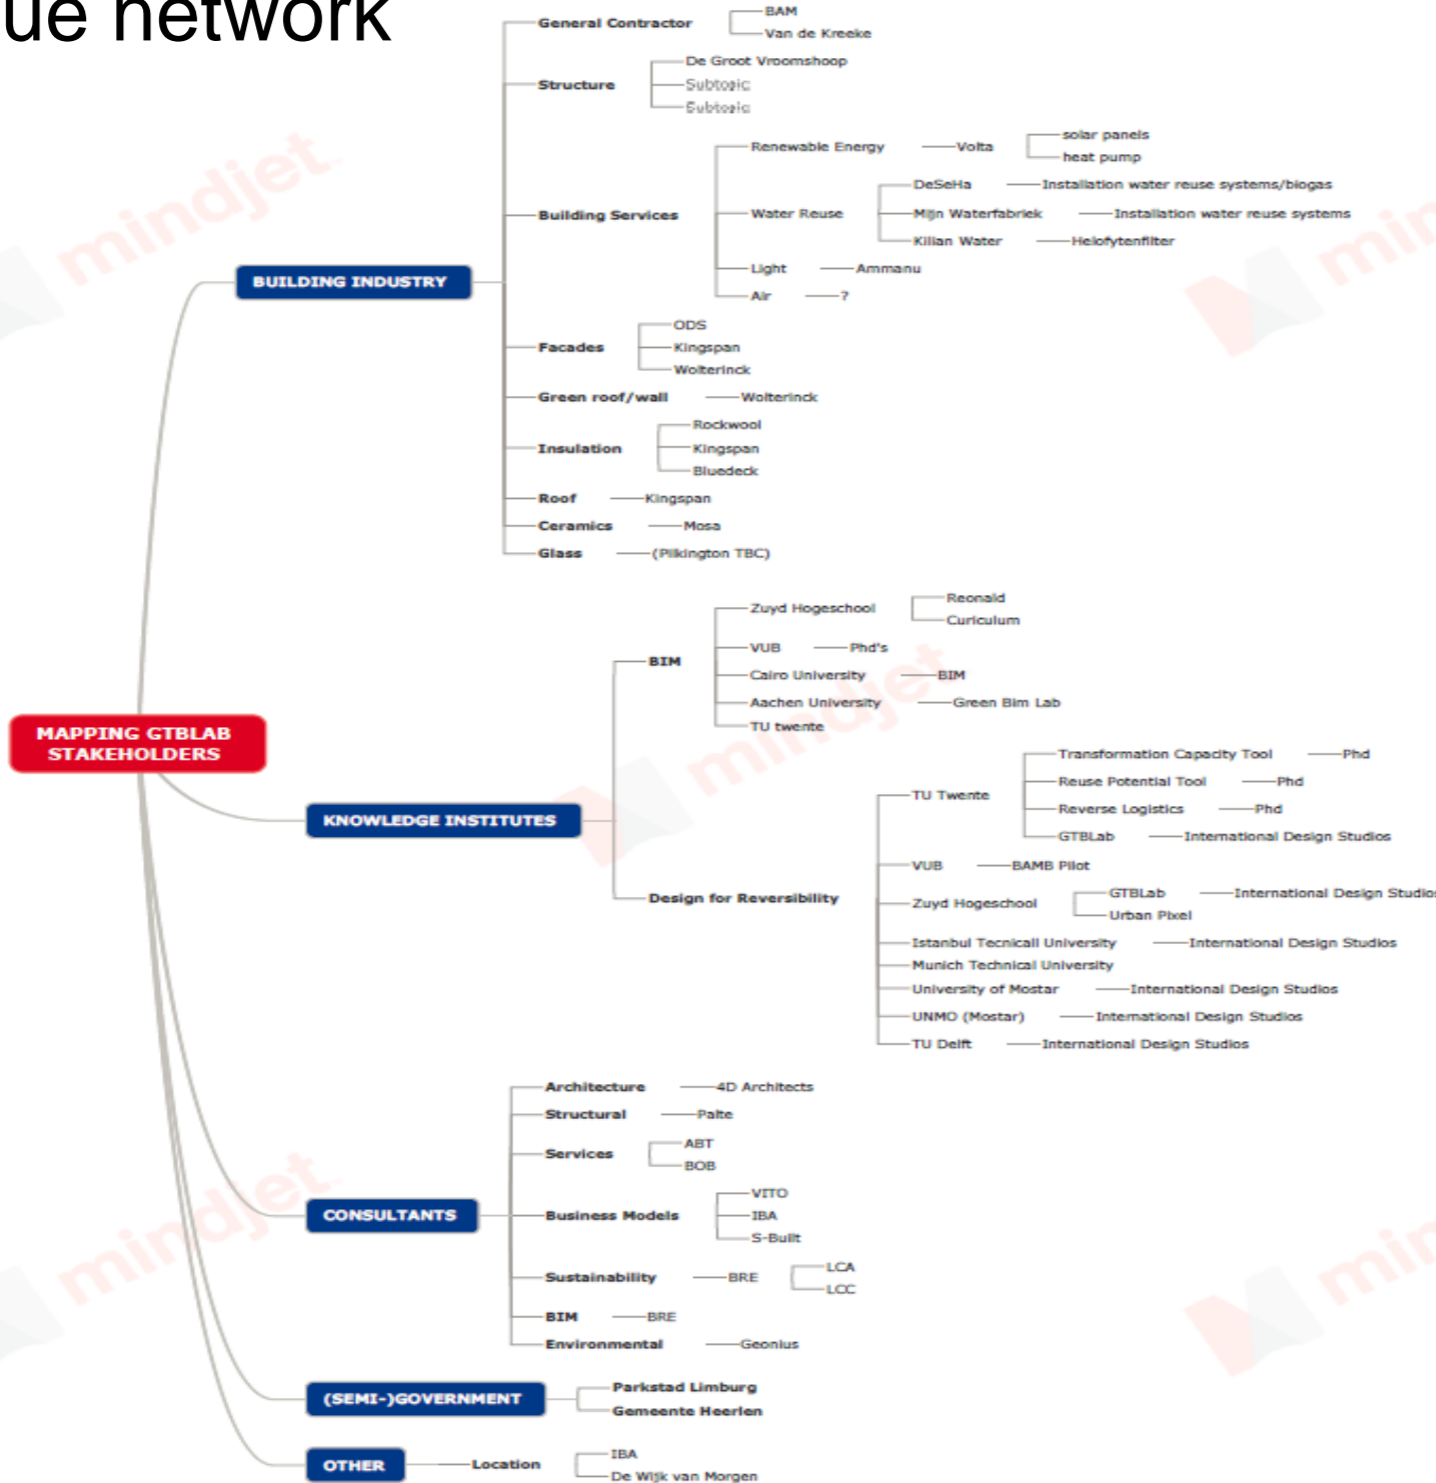 ue network
General Contractor
BAM
Van de Kreeke
Structure
De Groot Vroomshoop
Subtopic
Subtopic
Building Services
Renewable Energy
Volta
solar panels
heat pump
Water Reuse
DeSeHa
Installation water reuse systems/biogas
Mijn Waterfabriek
Installation water reuse systems
Kilian Water
Helofytenfilter
Light
Ammanu
Air
?
BUILDING INDUSTRY
Facades
ODS
Kingspan
Wolterinck
Green roof/wall
Wolterinck
Insulation
Rockwool
Kingspan
Bluedeck
Roof
Kingspan
Ceramics
Mosa
Glass
(Pilkington TBC)
MAPPING GTBLAB
STAKEHOLDERS
KNOWLEDGE INSTITUTES
BIM
Zuyd Hogeschool
Reonald
Curiculum
VUB
Phd's
Cairo University
BIM
Aachen University
Green Bim Lab
TU twente
Design for Reversibility
TU Twente
Transformation Capacity Tool
Phd
Reuse Potential Tool
Phd
Reverse Logistics
Phd
GTBLab
International Design Studios
VUB
BAMB Pilot
Zuyd Hogeschool
GTBLab
International Design Studios
Urban Pixel
Istanbul Tecnicall University
International Design Studios
Munich Technical University
University of Mostar
International Design Studios
UNMO (Mostar)
International Design Studios
TU Delft
International Design Studios
CONSULTANTS
Architecture
4D Architects
Structural
Palte
Services
ABT
BOB
Business Models
VITO
IBA
S-Built
Sustainability
BRE
LCA
LCC
BIM
BRE
Environmental
Geonius
(SEMI-)GOVERNMENT
Parkstad Limburg
Gemeente Heerlen
OTHER
Location
IBA
De Wijk van Morgen
mindjet
min
mindjet
mindjet
min